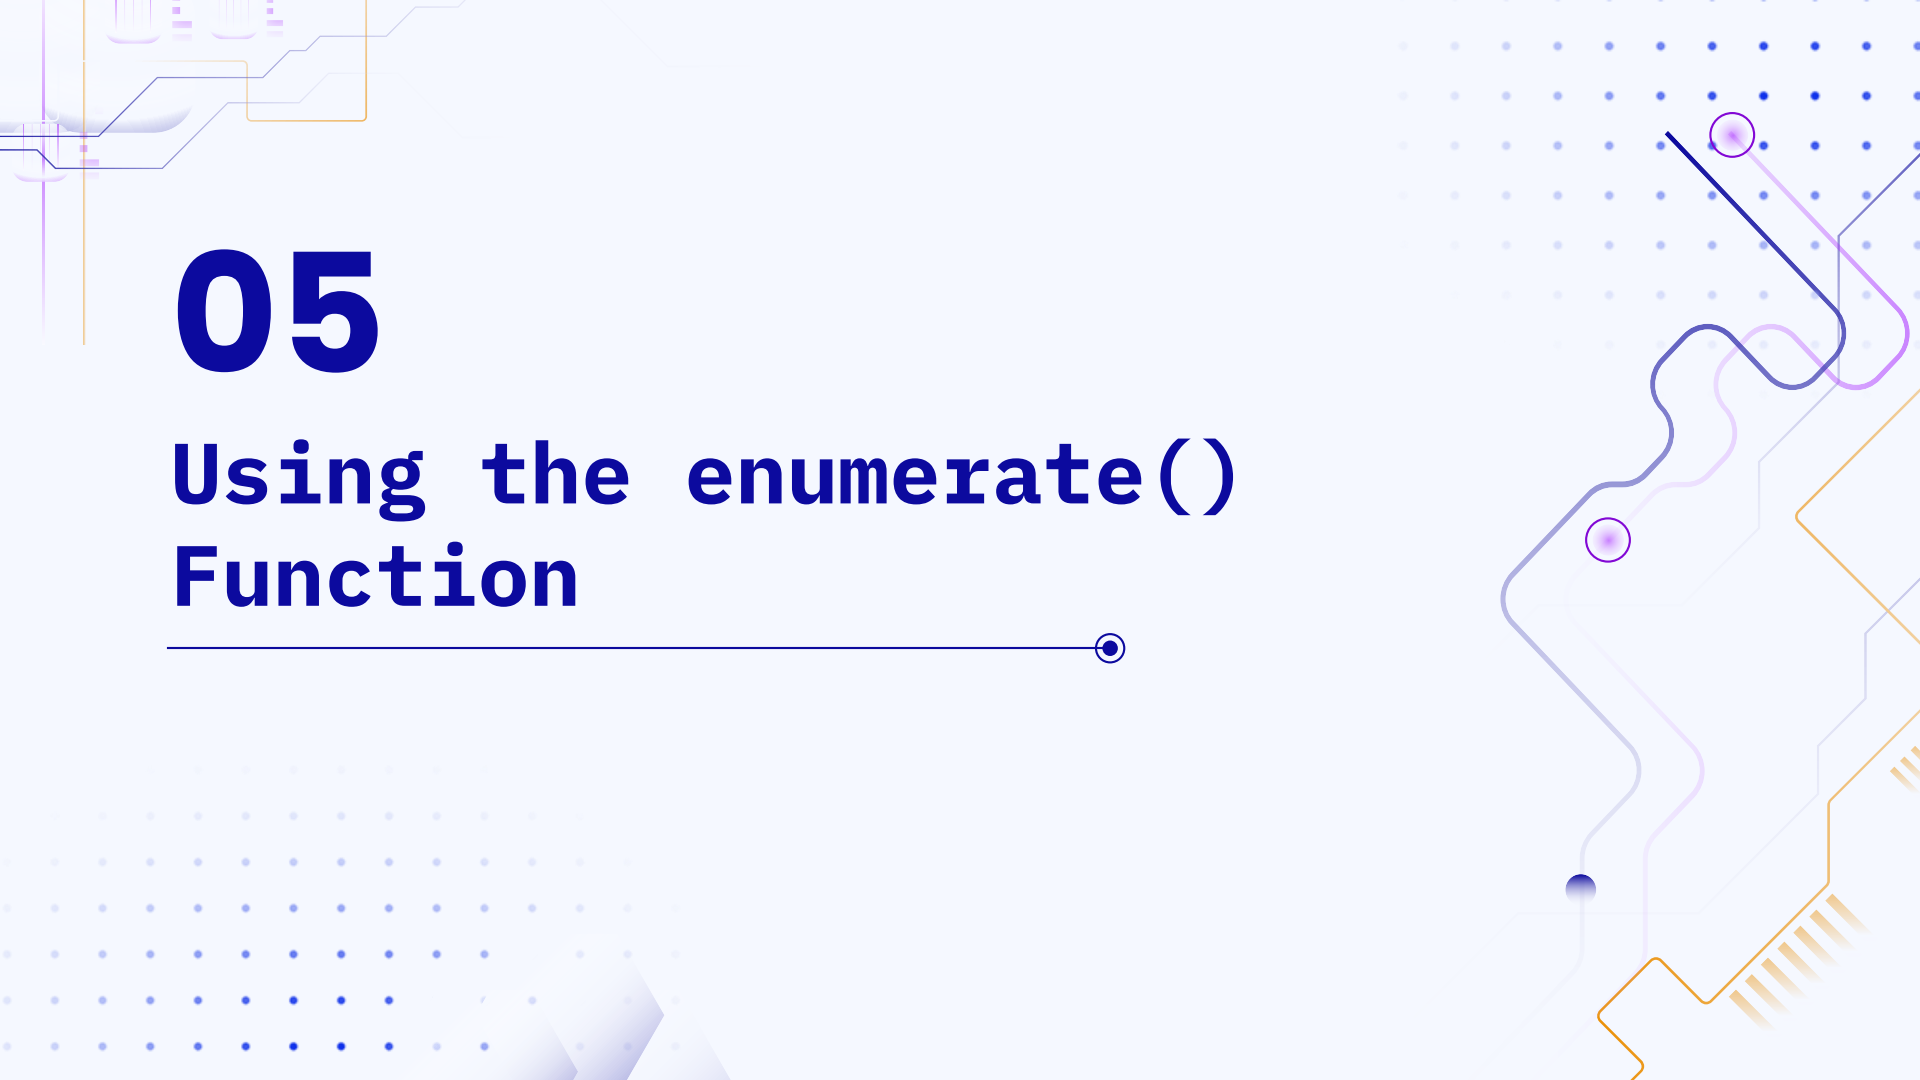 05
Using the enumerate()
Function